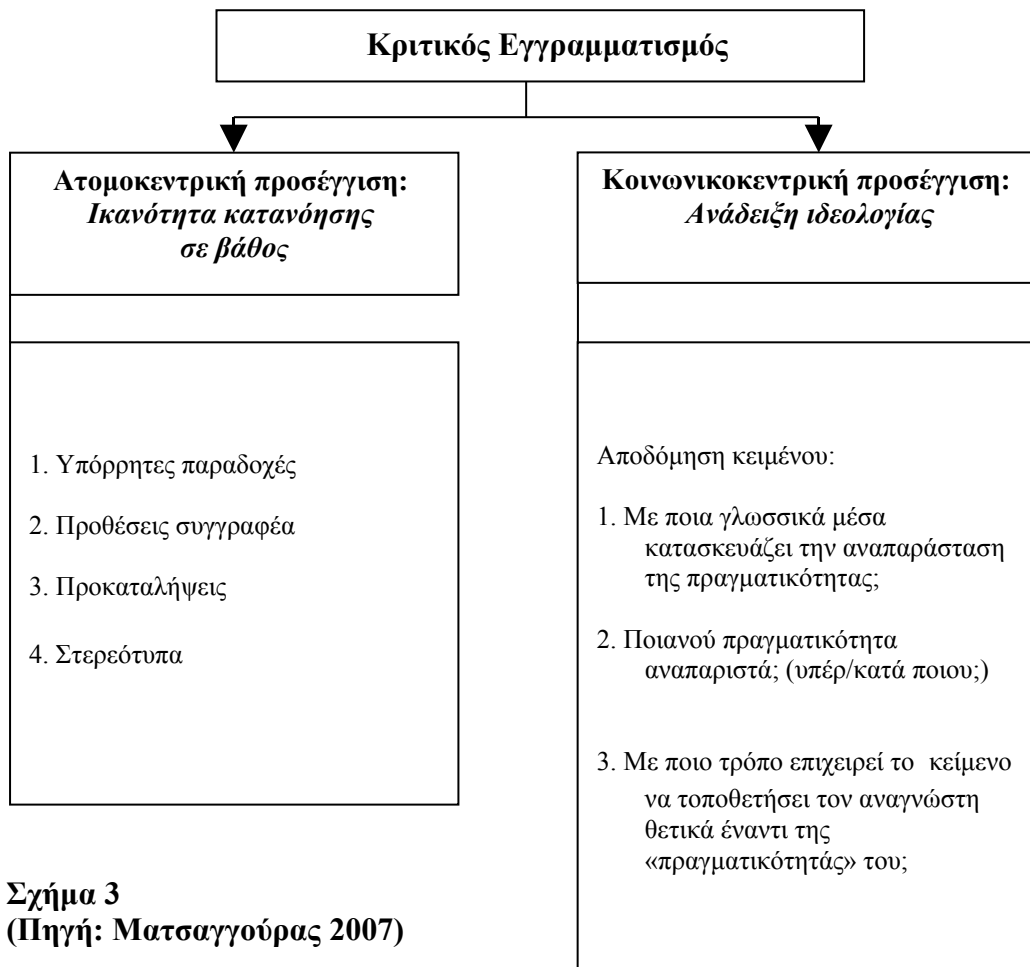 Κριτικός Εγγραμματισμός
Ατομοκεντρική προσέγγιση:
Ικανότητα κατανόησης
σε βάθος
Κοινωνικοκεντρική προσέγγιση:
Ανάδειξη ιδεολογίας
1. Υπόρρητες παραδοχές
2. Προθέσεις συγγραφέα
3. Προκαταλήψεις
4. Στερεότυπα
Αποδόμηση κειμένου:
1. Με ποια γλωσσικά μέσα
κατασκευάζει την αναπαράσταση
της πραγματικότητας;
2. Ποιανού πραγματικότητα
αναπαριστά; (υπέρ/κατά ποιου;)
3. Με ποιο τρόπο επιχειρεί το κείμενο
να τοποθετήσει τον αναγνώστη
θετικά έναντι της
«πραγματικότητάς» του;
Σχήμα 3
(Πηγή: Ματσαγγούρας 2007)